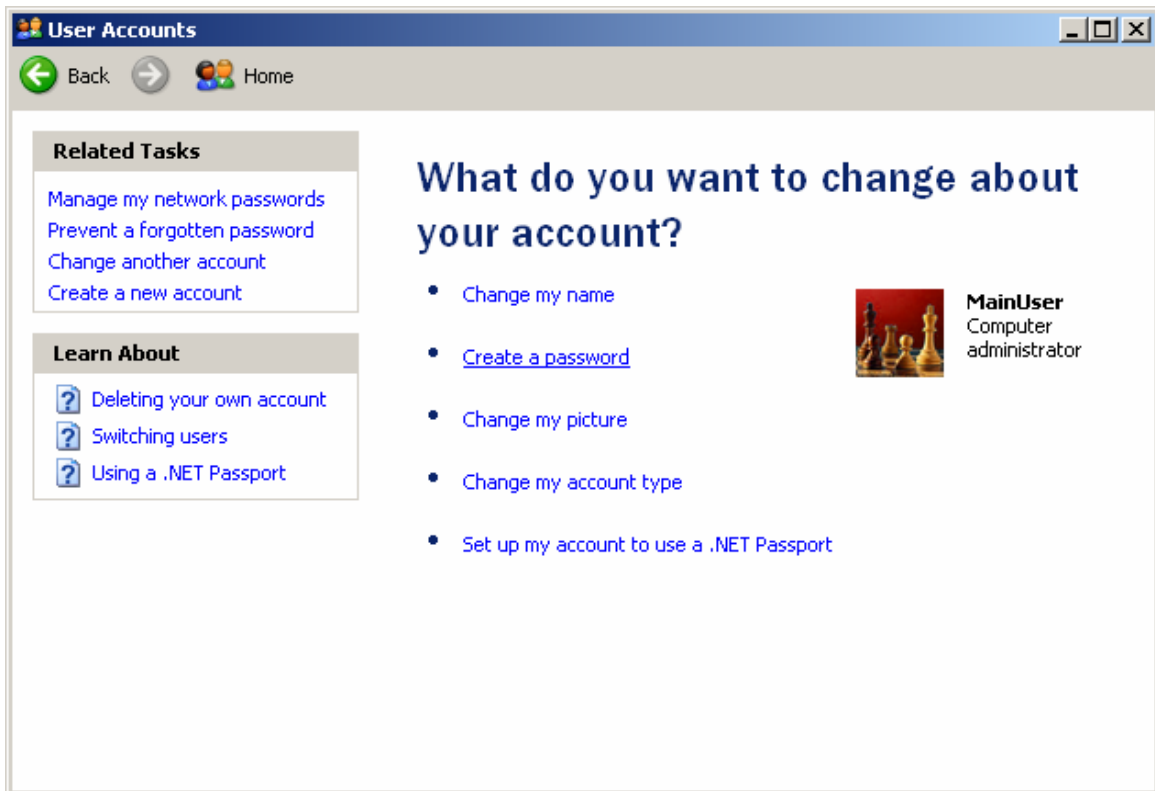 User Accounts
Back Home
Related Tasks
Manage my network passwords
Prevent a forgotten password
Change another account
Create a new account
Learn About
Deleting your own account
Switching users
Using a .NET Passport
What do you want to change about
your account?
Change my name
Create a password
Change my picture
Change my account type
Set up my account to use a .NET Passport
MainUser
Computer
administrator